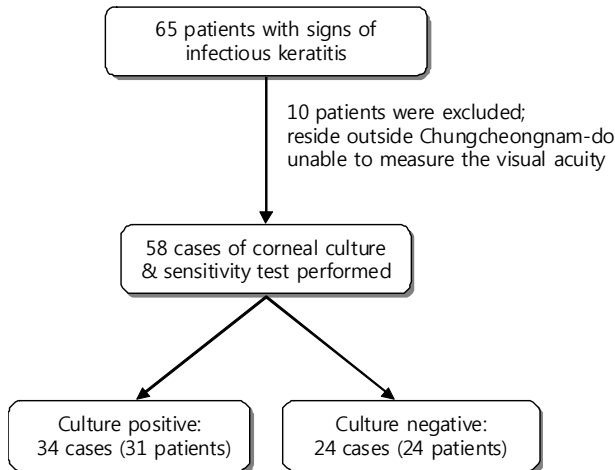 65 patients with signs of
infectious keratitis
10 patients were excluded;
reside outside Chungcheongnam-do
unable to measure the visual acuity
58 cases of corneal culture
& sensitivity test performed
Culture positive:
34 cases (31 patients)
Culture negative:
24 cases (24 patients)